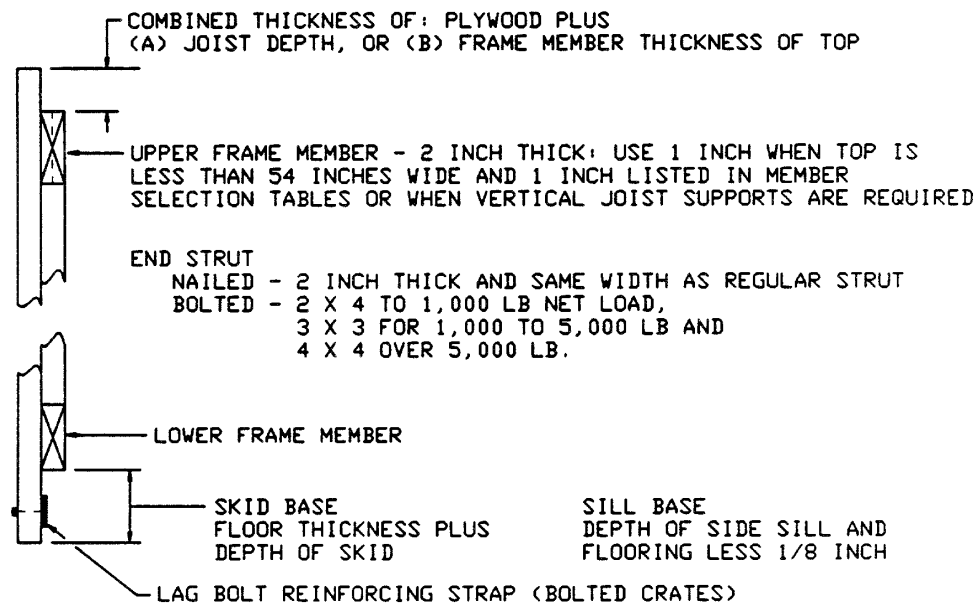 COMBINED THICKNESS OF: PLYWOOD PLUS
(A) JOIST DEPTH, OR (B) FRAME MEMBER THICKNESS OF TOP
UPPER FRAME MEMBER - 2 INCH THICK: USE 1 INCH WHEN TOP IS
LESS THAN 54 INCHES WIDE AND 1 INCH LISTED IN MEMBER
SELECTION TABLES OR WHEN VERTICAL JOIST SUPPORTS ARE REQUIRED
END STRUT
NAILED - 2 INCH THICK AND SAME WIDTH AS REGULAR STRUT
BOLTED - 2 X 4 TO 1,000 LB NET LOAD,
3 X 3 FOR 1,000 TO 5,000 LB AND
4 X 4 OVER 5,000 LB.
LOWER FRAME MEMBER
SKID BASE
FLOOR THICKNESS PLUS
DEPTH OF SKID
SILL BASE
DEPTH OF SIDE SILL AND
FLOORING LESS 1/8 INCH
LAG BOLT REINFORCING STRAP (BOLTED CRATES)